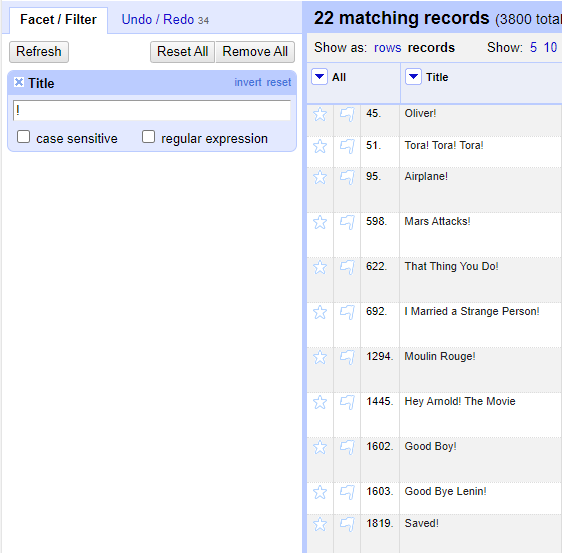 Facet / Filter
Undo / Redo 34
Refresh
Reset All
Remove All
Title
invert reset
!
case sensitive
regular expression
22 matching records (3800 total
Show as: rows records
Show: 5 10
All
Title
45. Oliver!
51. Tora! Tora! Tora!
95. Airplane!
598. Mars Attacks!
622. That Thing You Do!
692. I Married a Strange Person!
1294. Moulin Rouge!
1445. Hey Arnold! The Movie
1602. Good Boy!
1603. Good Bye Lenin!
1819. Saved!